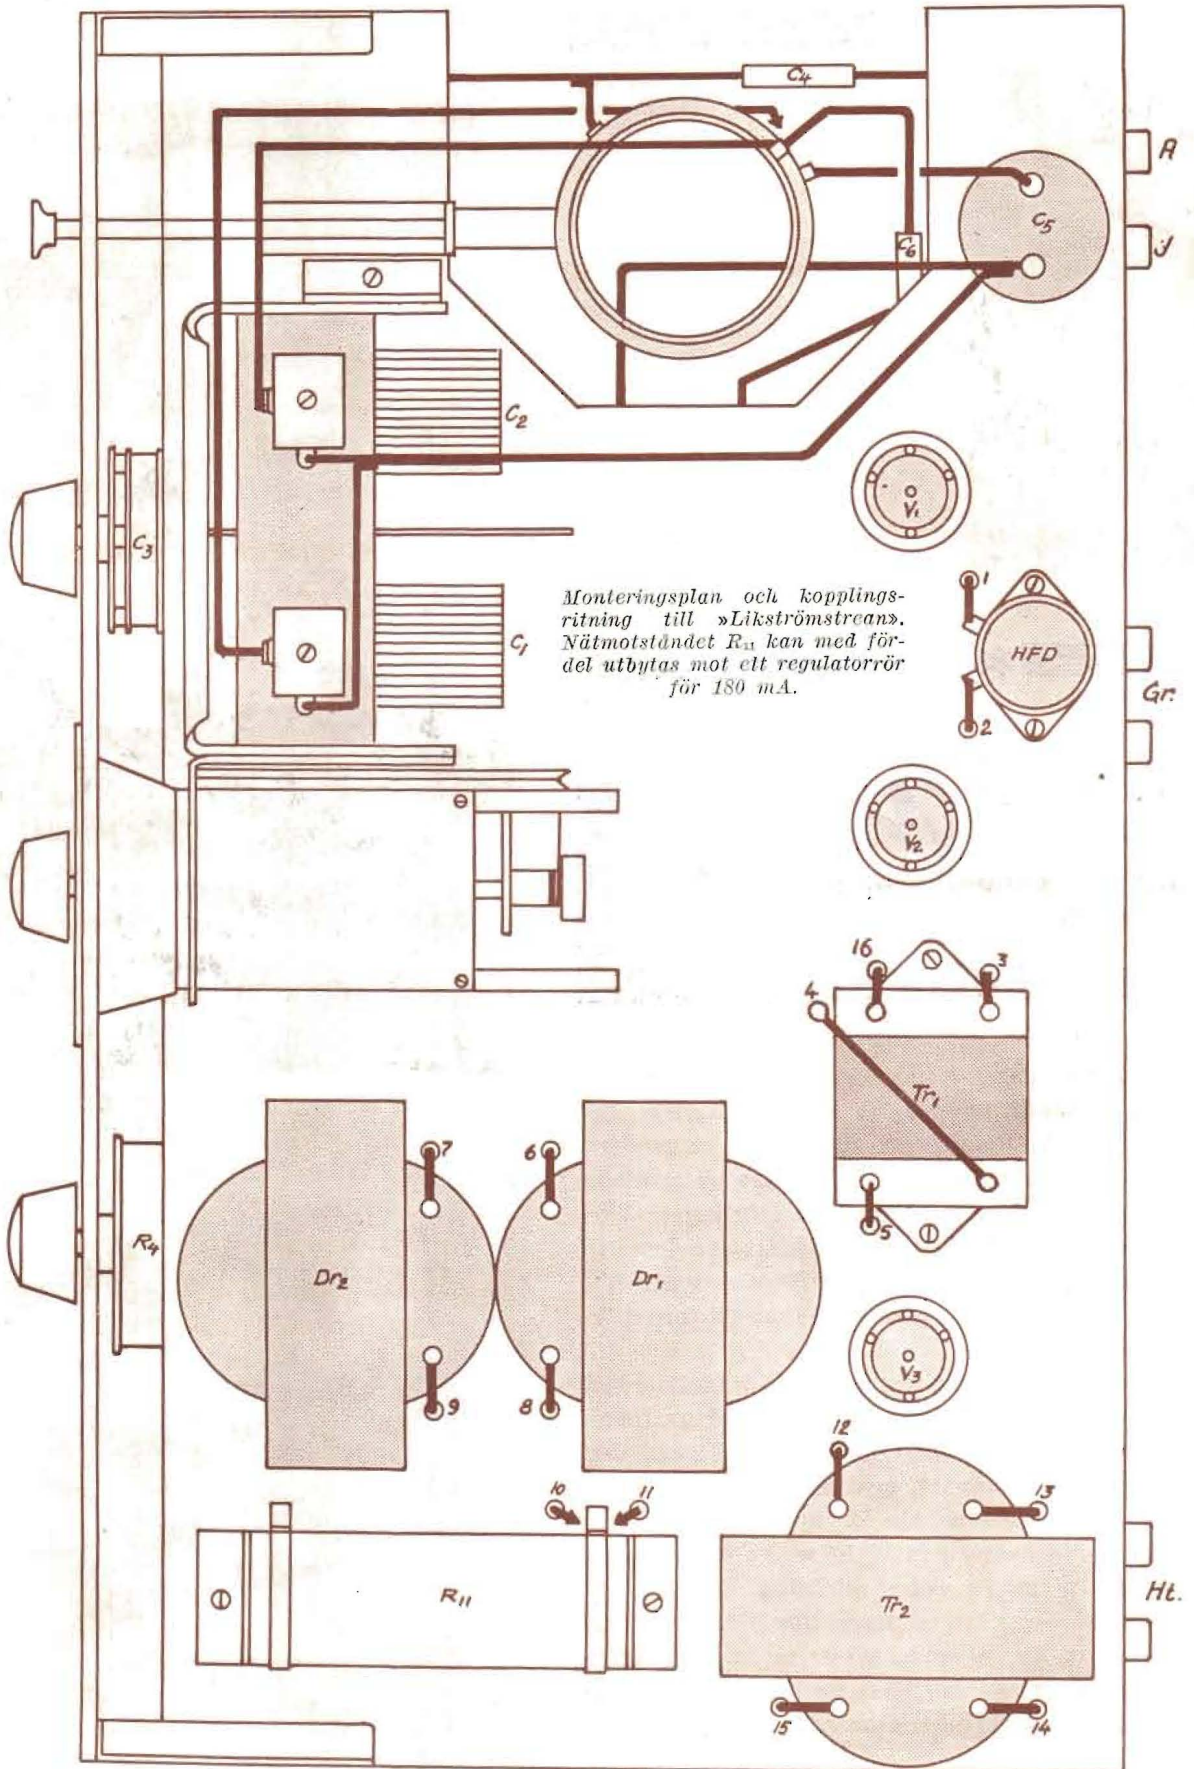 C4
A
C5
J
C6
C2
V1
C3
Monteringsplan och kopplings-
ritning till »Likströmstrean».
Nätmotståndet R11 kan med för-
del utbytas mot ett regulatorrör
för 180 mA.
1
HFD
C1
Gr.
2
V2
16
3
4
Tr1
7
6
5
R4
Dr2
Dr1
V3
9
8
12
10
11
13
R11
Tr2
Ht.
15
14